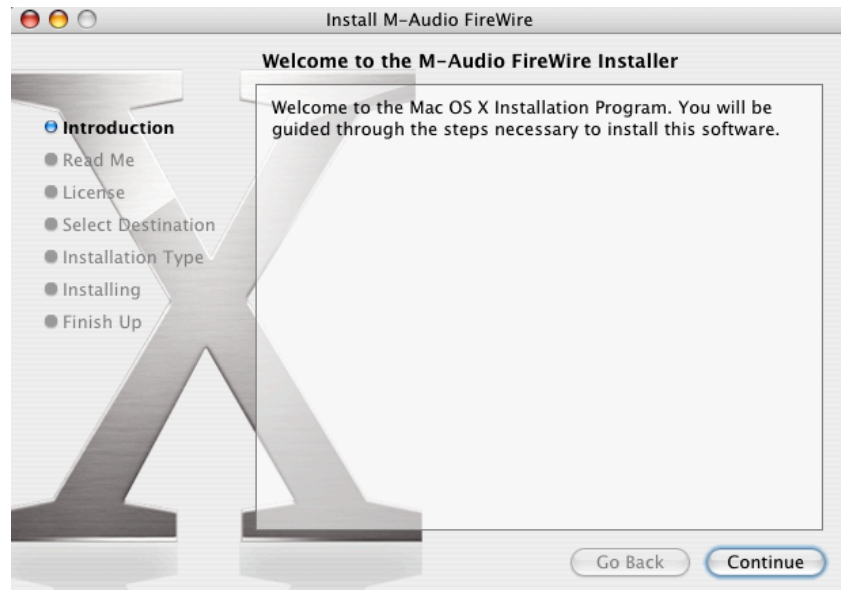 Install M-Audio FireWire
Welcome to the M-Audio FireWire Installer
Introduction
Read Me
License
Select Destination
Installation Type
Installing
Finish Up
Welcome to the Mac OS X Installation Program. You will be
guided through the steps necessary to install this software.
Go Back
Continue